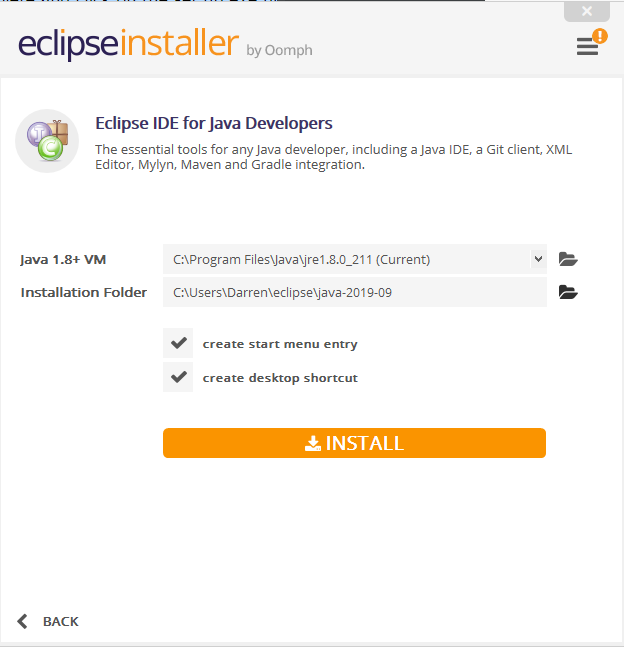 eclipseinstaller by Oomph
!
Eclipse IDE for Java Developers
The essential tools for any Java developer, including a Java IDE, a Git client, XML
Editor, Mylyn, Maven and Gradle integration.
Java 1.8+ VM
C:\Program Files\Java\jre1.8.0_211 (Current)
Installation Folder
C:\Users\Darren\eclipse\java-2019-09
create start menu entry
create desktop shortcut
INSTALL
BACK